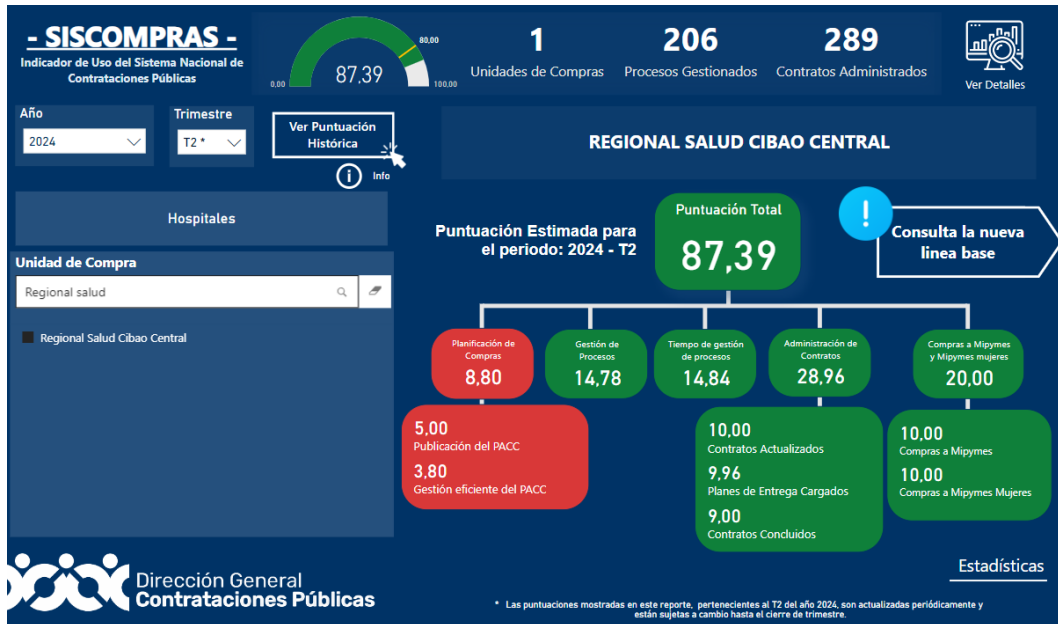 - SISCOMPRAS -
Indicador de Uso del Sistema Nacional de
Contrataciones Públicas
0,00
87,39
80,00
100,00
1
Unidades de Compras
206
Procesos Gestionados
289
Contratos Administrados
Ver Detalles
Año
2024
Trimestre
T2 *
Ver Puntuación
Histórica
i Info
REGIONAL SALUD CIBAO CENTRAL
Hospitales
Unidad de Compra
Regional salud
Regional Salud Cibao Central
Puntuación Estimada para
el periodo: 2024 - T2
Puntuación Total
87,39
!
Consulta la nueva
linea base
Planificación de
Compras
8,80
Gestión de
Procesos
14,78
Tiempo de gestión
de procesos
14,84
Administración de
Contratos
28,96
Compras a Mipymes
y Mipymes mujeres
20,00
5,00
Publicación del PACC
3,80
Gestión eficiente del PACC
10,00
Contratos Actualizados
9,96
Planes de Entrega Cargados
9,00
Contratos Concluidos
10,00
Compras a Mipymes
10,00
Compras a Mipymes Mujeres
Dirección General
Contrataciones Públicas
Estadísticas
* Las puntuaciones mostradas en este reporte, pertenecientes al T2 del año 2024, son actualizadas periódicamente y
están sujetas a cambio hasta el cierre de trimestre.